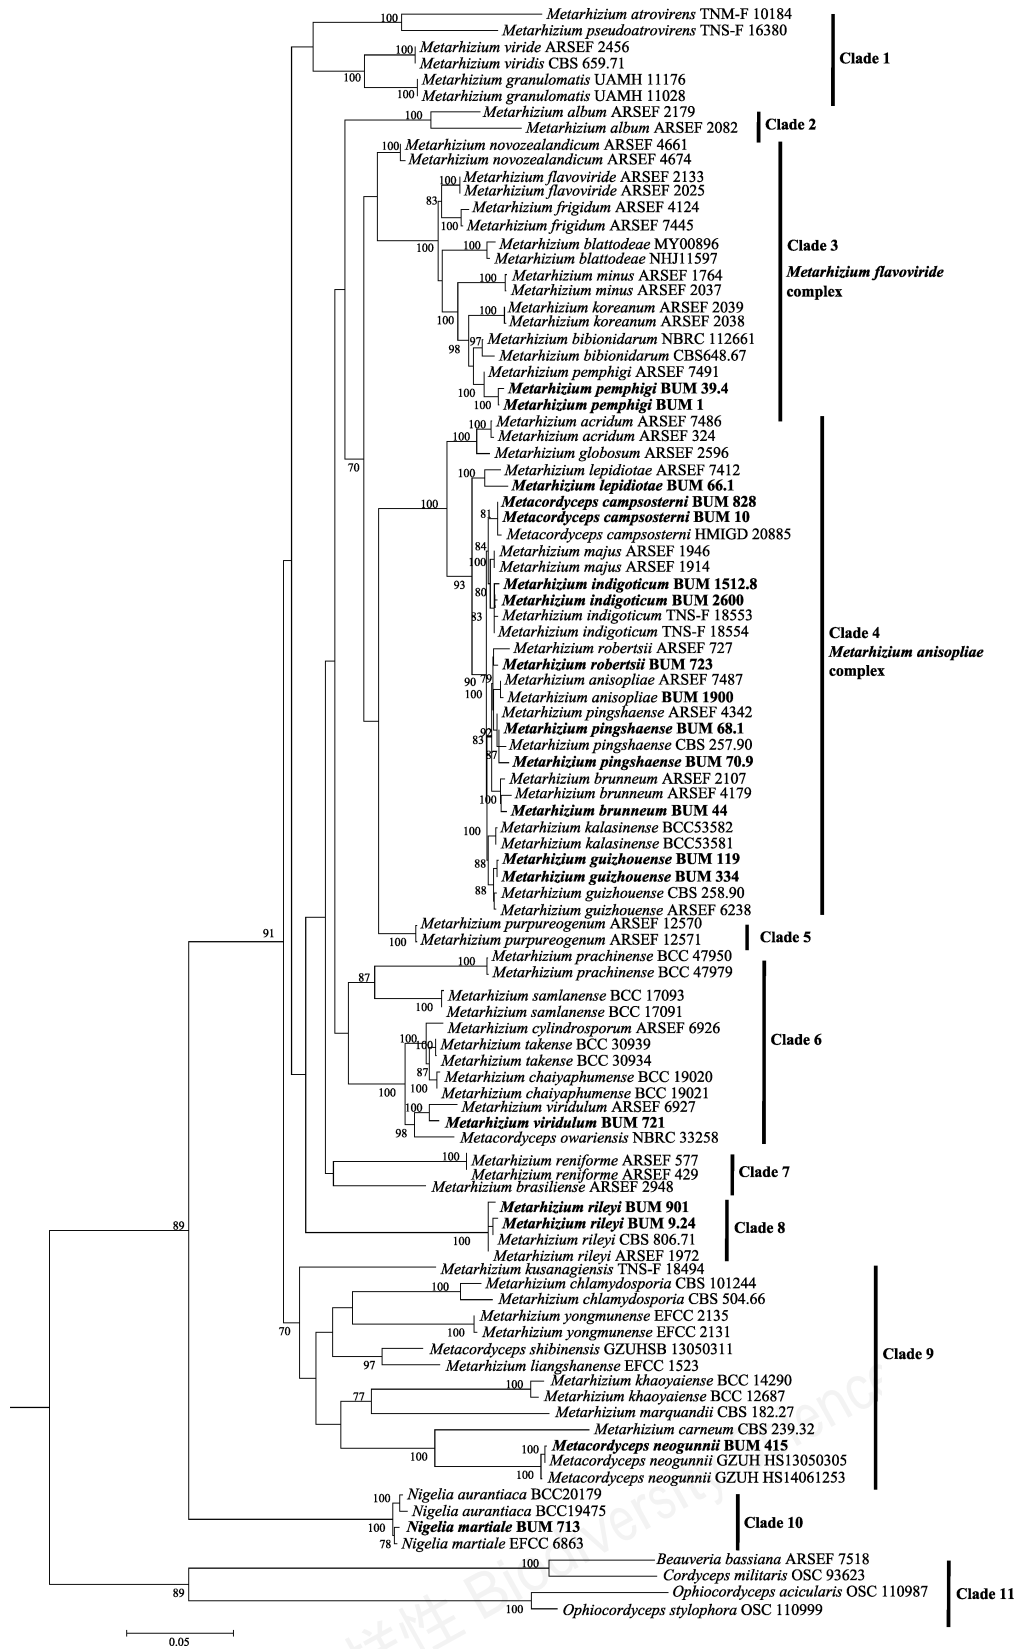 Metarhizium atrovirens TNM-F 10184
100
Metarhizium pseudoatrovirens TNS-F 16380
Metarhizium viride ARSEF 2456
100
Clade 1
Metarhizium viridis CBS 659.71
100
Metarhizium granulomatis UAMH 11176
100
Metarhizium granulomatis UAMH 11028
Metarhizium album ARSEF 2179
100
Clade 2
Metarhizium album ARSEF 2082
Metarhizium novozealandicum ARSEF 4661
100
Metarhizium novozealandicum ARSEF 4674
Metarhizium flavoviride ARSEF 2133
100
Metarhizium flavoviride ARSEF 2025
83
Metarhizium frigidum ARSEF 4124
100
Metarhizium frigidum ARSEF 7445
100
Metarhizium blattodeae MY00896
100
Clade 3
Metarhizium blattodeae NHJ11597
Metarhizium flavoviride
complex
Metarhizium minus ARSEF 1764
100
Metarhizium minus ARSEF 2037
Metarhizium koreanum ARSEF 2039
100
100
Metarhizium koreanum ARSEF 2038
Metarhizium bibionidarum NBRC 112661
97
98
Metarhizium bibionidarum CBS648.67
Metarhizium pemphigi ARSEF 7491
Metarhizium pemphigi BUM 39.4
100
100
Metarhizium pemphigi BUM 1
Metarhizium acridum ARSEF 7486
100
Metarhizium acridum ARSEF 324
100
Metarhizium globosum ARSEF 2596
70
Metarhizium lepidiotae ARSEF 7412
100
Metarhizium lepidiotae BUM 66.1
Metacordyceps campsosterni BUM 828
100
81
Metacordyceps campsosterni BUM 10
Metacordyceps campsosterni HMIGD 20885
84
Metarhizium majus ARSEF 1946
100
Metarhizium majus ARSEF 1914
93
Metarhizium indigoticum BUM 1512.8
80
Metarhizium indigoticum BUM 2600
83
Metarhizium indigoticum TNS-F 18553
Metarhizium indigoticum TNS-F 18554
Clade 4
Metarhizium anisopliae
complex
Metarhizium robertsii ARSEF 727
Metarhizium robertsii BUM 723
90
79
Metarhizium anisopliae ARSEF 7487
100
Metarhizium anisopliae BUM 1900
Metarhizium pingshaense ARSEF 4342
Metarhizium pingshaense BUM 68.1
92
83
Metarhizium pingshaense CBS 257.90
87
Metarhizium pingshaense BUM 70.9
Metarhizium brunneum ARSEF 2107
Metarhizium brunneum ARSEF 4179
100
Metarhizium brunneum BUM 44
Metarhizium kalasinense BCC53582
100
Metarhizium kalasinense BCC53581
88
Metarhizium guizhouense BUM 119
Metarhizium guizhouense BUM 334
88
Metarhizium guizhouense CBS 258.90
Metarhizium guizhouense ARSEF 6238
Metarhizium purpureogenum ARSEF 12570
91
100
Metarhizium purpureogenum ARSEF 12571
Clade 5
Metarhizium prachinense BCC 47950
100
Metarhizium prachinense BCC 47979
87
Metarhizium samlanense BCC 17093
100
Metarhizium samlanense BCC 17091
Metarhizium cylindrosporum ARSEF 6926
100
100
Metarhizium takense BCC 30939
Clade 6
Metarhizium takense BCC 30934
87
Metarhizium chaiyaphumense BCC 19020
100
100
Metarhizium chaiyaphumense BCC 19021
Metarhizium viridulum ARSEF 6927
100
Metarhizium viridulum BUM 721
98
Metacordyceps owariensis NBRC 33258
Metarhizium reniforme ARSEF 577
100
Clade 7
Metarhizium reniforme ARSEF 429
Metarhizium brasiliense ARSEF 2948
Metarhizium rileyi BUM 901
Metarhizium rileyi BUM 9.24
89
Clade 8
100
Metarhizium rileyi CBS 806.71
Metarhizium rileyi ARSEF 1972
Metarhizium kusanagiensis TNS-F 18494
Metarhizium chlamydosporia CBS 101244
100
Metarhizium chlamydosporia CBS 504.66
Metarhizium yongmunense EFCC 2135
70
100
Metarhizium yongmunense EFCC 2131
Metacordyceps shibinensis GZUHSB 13050311
Clade 9
97
Metarhizium liangshanense EFCC 1523
Metarhizium khaoyaiense BCC 14290
100
77
Metarhizium khaoyaiense BCC 12687
Metarhizium marquandii CBS 182.27
Metarhizium carneum CBS 239.32
100
Metacordyceps neogunnii BUM 415
100
Metacordyceps neogunnii GZUH HS13050305
100
Metacordyceps neogunnii GZUH HS14061253
Nigelia aurantiaca BCC20179
100
Nigelia aurantiaca BCC19475
100
Nigelia martiale BUM 713
Clade 10
78
Nigelia martiale EFCC 6863
Beauveria bassiana ARSEF 7518
100
Cordyceps militaris OSC 93623
89
Ophiocordyceps acicularis OSC 110987
Clade 11
100
Ophiocordyceps stylophora OSC 110999
0.05
样性 Biodiversity